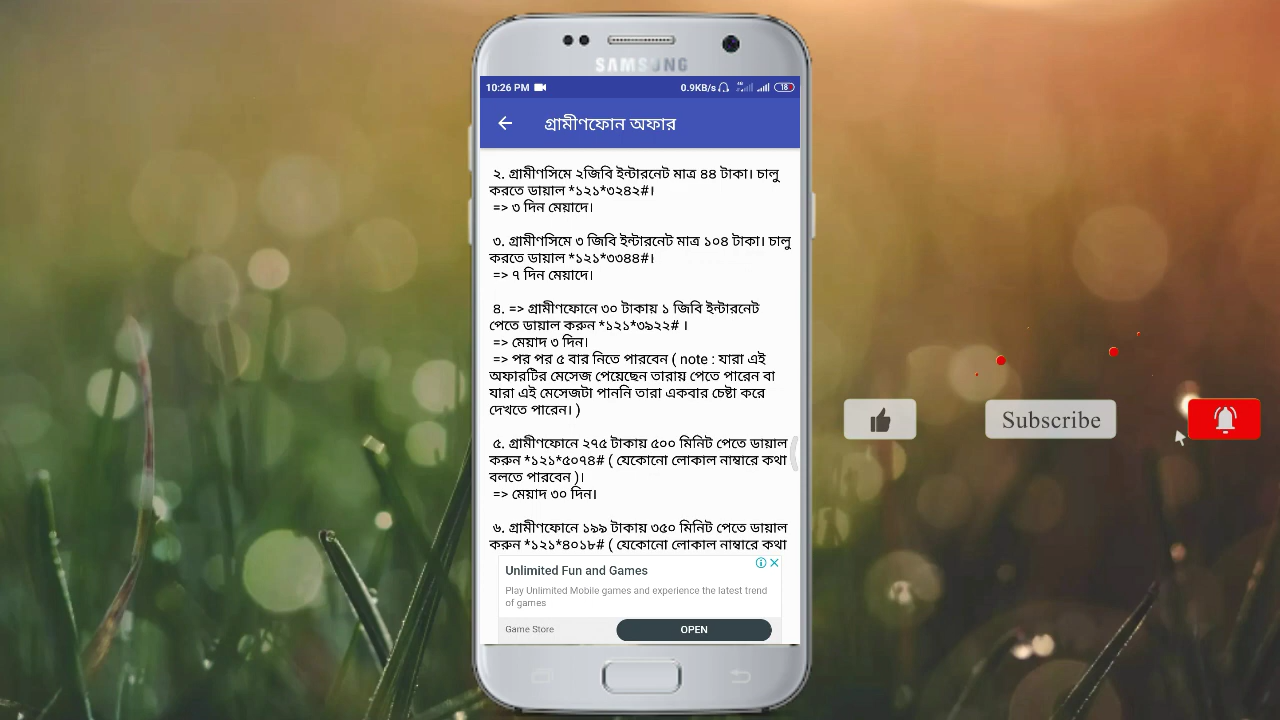 SAMSUNG
10:26 PM
0.9KB/s
18
গ্রামীণফোন অফার
২. গ্রামীণসিমে ২জিবি ইন্টারনেট মাত্র ৪৪ টাকা। চালু
করতে ডায়াল *১২১*৩২৪২#।
=> ৩ দিন মেয়াদে।
৩. গ্রামীণসিমে ৩ জিবি ইন্টারনেট মাত্র ১০৪ টাকা। চালু
করতে ডায়াল *১২১*৩৩৪৪#।
=> ৭ দিন মেয়াদে।
৪. => গ্রামীণফোনে ৩০ টাকায় ১ জিবি ইন্টারনেট
পেতে ডায়াল করুন *১২১*৩৯২২# ।
=> মেয়াদ ৩ দিন।
=> পর পর ৫ বার নিতে পারবেন ( note : যারা এই
অফারটির মেসেজ পেয়েছেন তারায় পেতে পারেন বা
যারা এই মেসেজটা পাননি তারা একবার চেষ্টা করে
দেখতে পারেন। )
৫. গ্রামীণফোনে ২৭৫ টাকায় ৫০০ মিনিট পেতে ডায়াল
করুন *১২১*৫০৭৪# ( যেকোনো লোকাল নাম্বারে কথা
বলতে পারবেন )।
=> মেয়াদ ৩০ দিন।
৬. গ্রামীণফোনে ১৯৯ টাকায় ৩৫০ মিনিট পেতে ডায়াল
করুন *১২১*৪০১৮# ( যেকোনো লোকাল নাম্বারে কথা
Unlimited Fun and Games
Play Unlimited Mobile games and experience the latest trend
of games
Game Store
OPEN
Subscribe